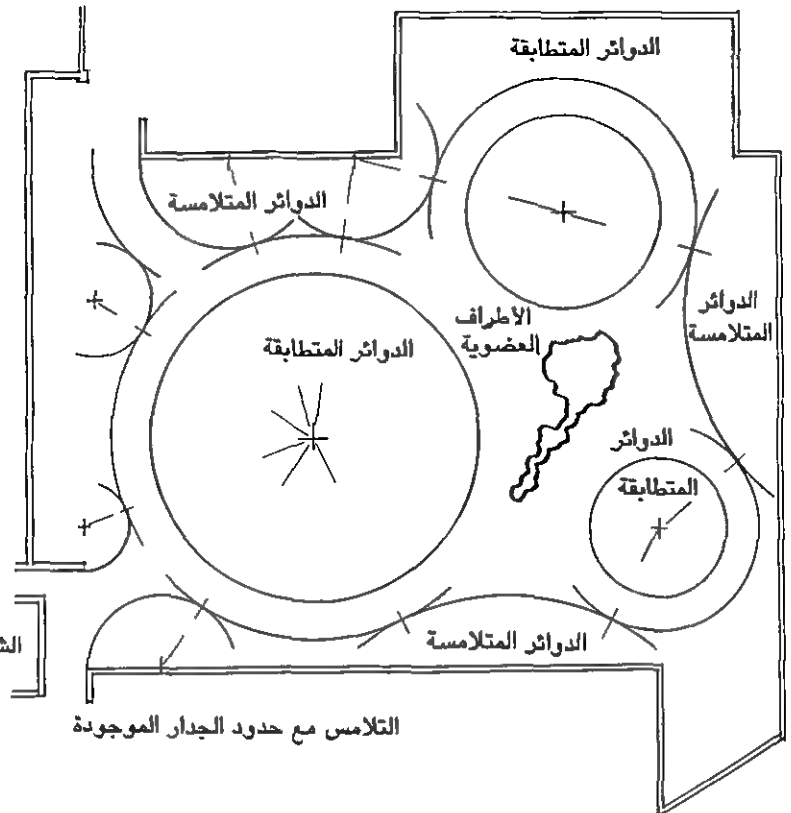 الدوائر المتطابقة
الدوائر المتلامسة
الدوائر
المتلامسة
الأطراف
العضوية
الدوائر المتطابقة
الدوائر
المتطابقة
الدوائر المتلامسة
التلامس مع حدود الجدار الموجودة